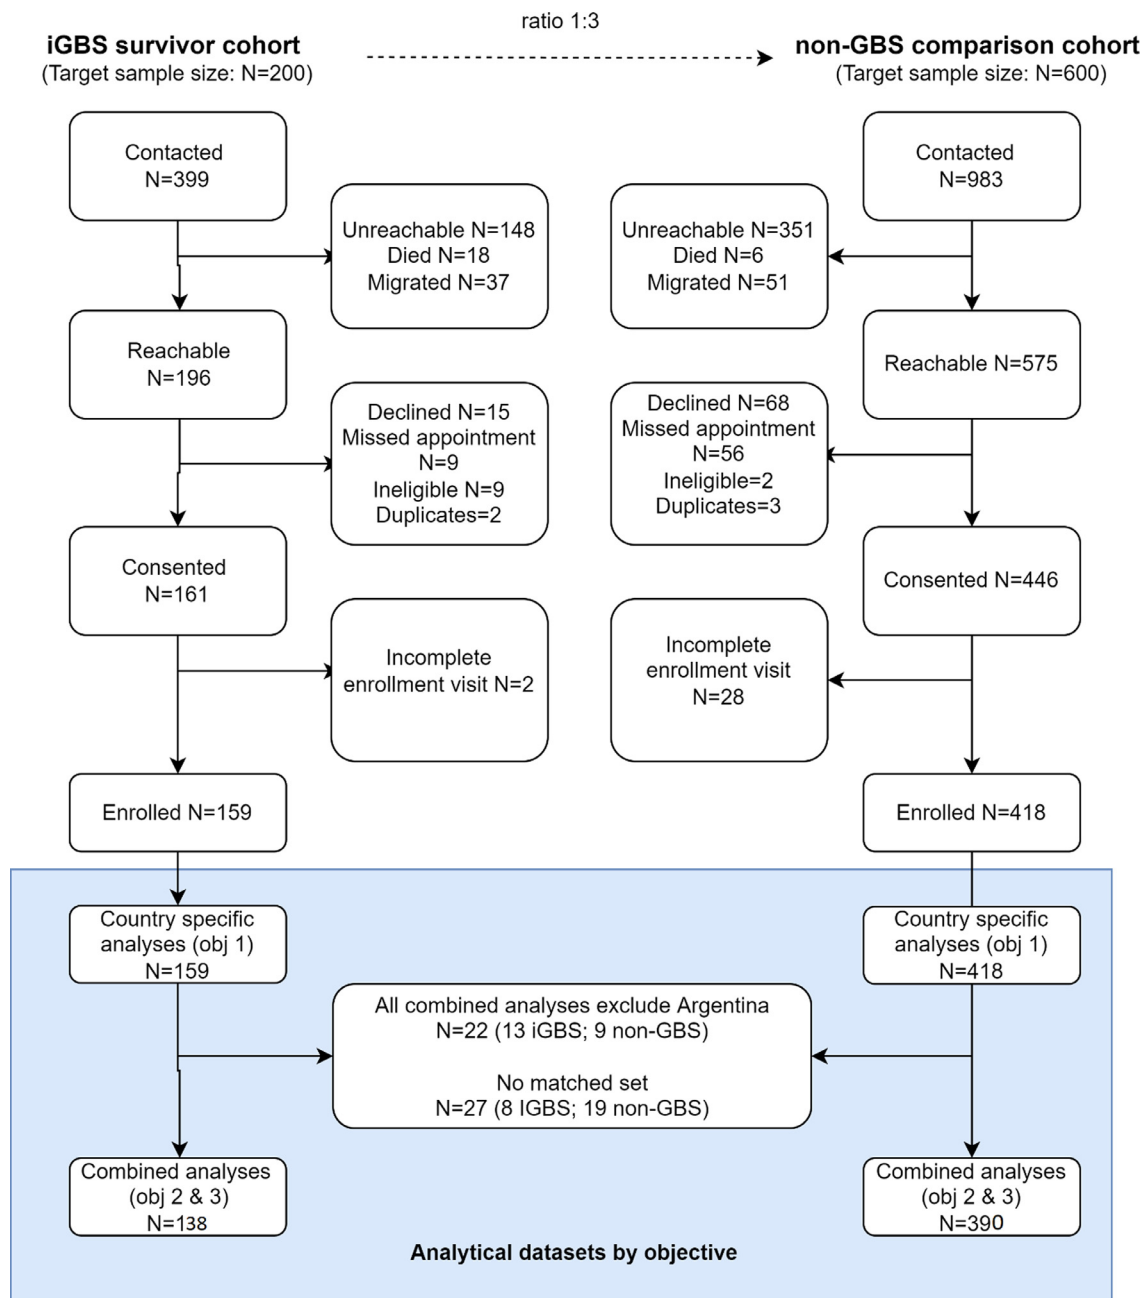 ratio 1:3
iGBS survivor cohort
(Target sample size: N=200)
non-GBS comparison cohort
(Target sample size: N=600)
Contacted
N=399
Contacted
N=983
Unreachable N=148
Died N=18
Migrated N=37
Unreachable N=351
Died N=6
Migrated N=51
Reachable
N=196
Reachable N=575
Declined N=15
Missed appointment
N=9
Ineligible N=9
Duplicates=2
Declined N=68
Missed appointment
N=56
Ineligible=2
Duplicates=3
Consented
N=161
Consented N=446
Incomplete
enrollment visit N=2
Incomplete
enrollment visit
N=28
Enrolled N=159
Enrolled N=418
Country specific
analyses (obj 1)
N=159
Country specific
analyses (obj 1)
N=418
All combined analyses exclude Argentina
N=22 (13 iGBS; 9 non-GBS)
No matched set
N=27 (8 IGBS; 19 non-GBS)
Combined analyses
(obj 2 & 3)
N=138
Combined analyses
(obj 2 & 3)
N=390
Analytical datasets by objective